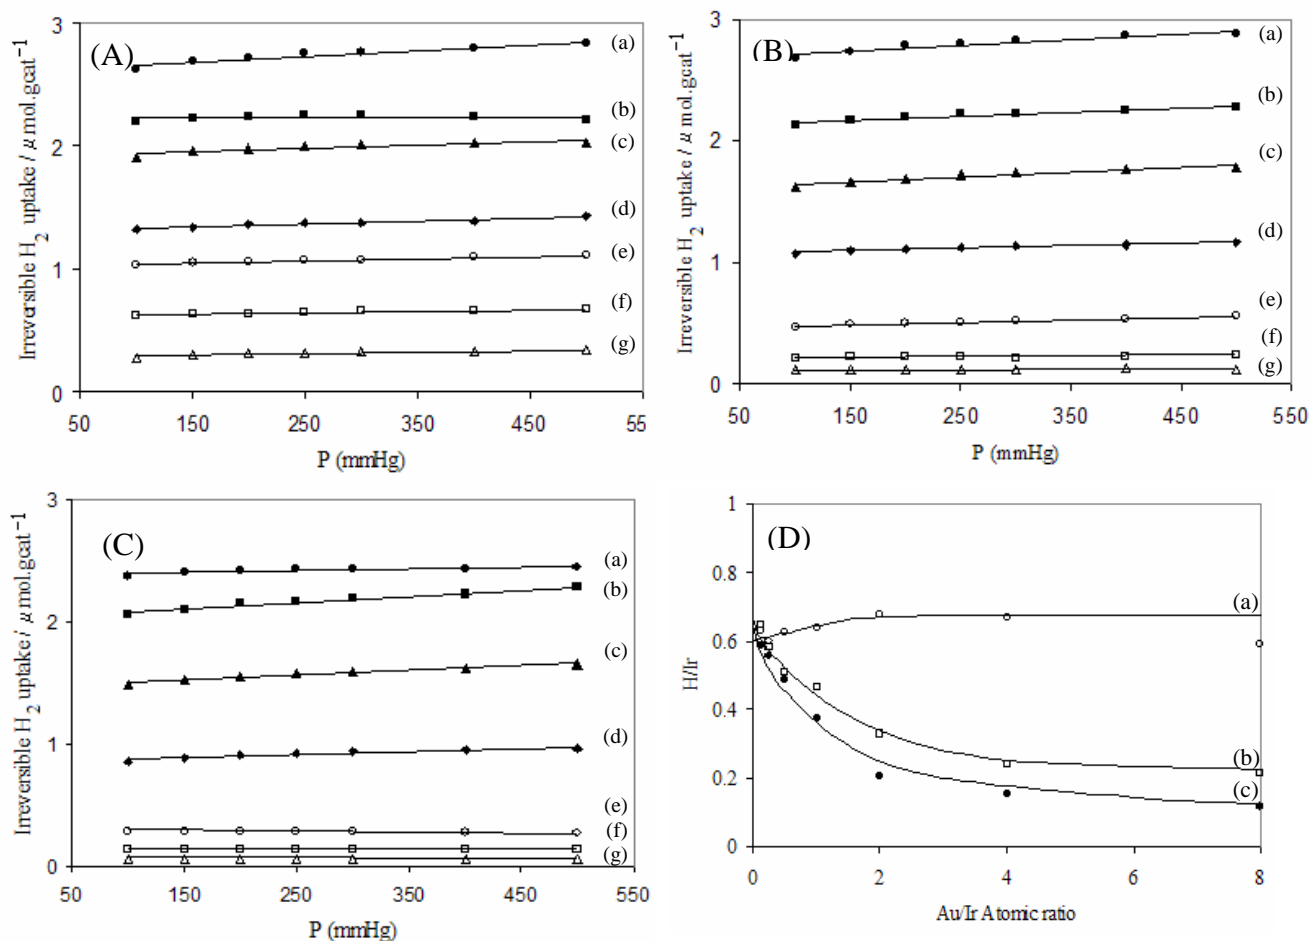 (A)
Irreversible H2 uptake / μ mol.gcat−1
3
2
1
0
(a)
(b)
(c)
(d)
(e)
(f)
(g)
50 150 250 350 450 55
P (mmHg)
(B)
Irreversible H2 uptake / μ mol.gcat−1
3
2
1
0
(a)
(b)
(c)
(d)
(e)
(f)
(g)
50 150 250 350 450 550
P (mmHg)
(C)
Irreversible H2 uptake / μ mol.gcat−1
3
2
1
0
(a)
(b)
(c)
(d)
(e)
(f)
(g)
50 150 250 350 450 550
P (mmHg)
(D)
H/Ir
1
0.8
0.6
0.4
0.2
0
(a)
(b)
(c)
0 2 4 6 8
Au/Ir Atomic ratio